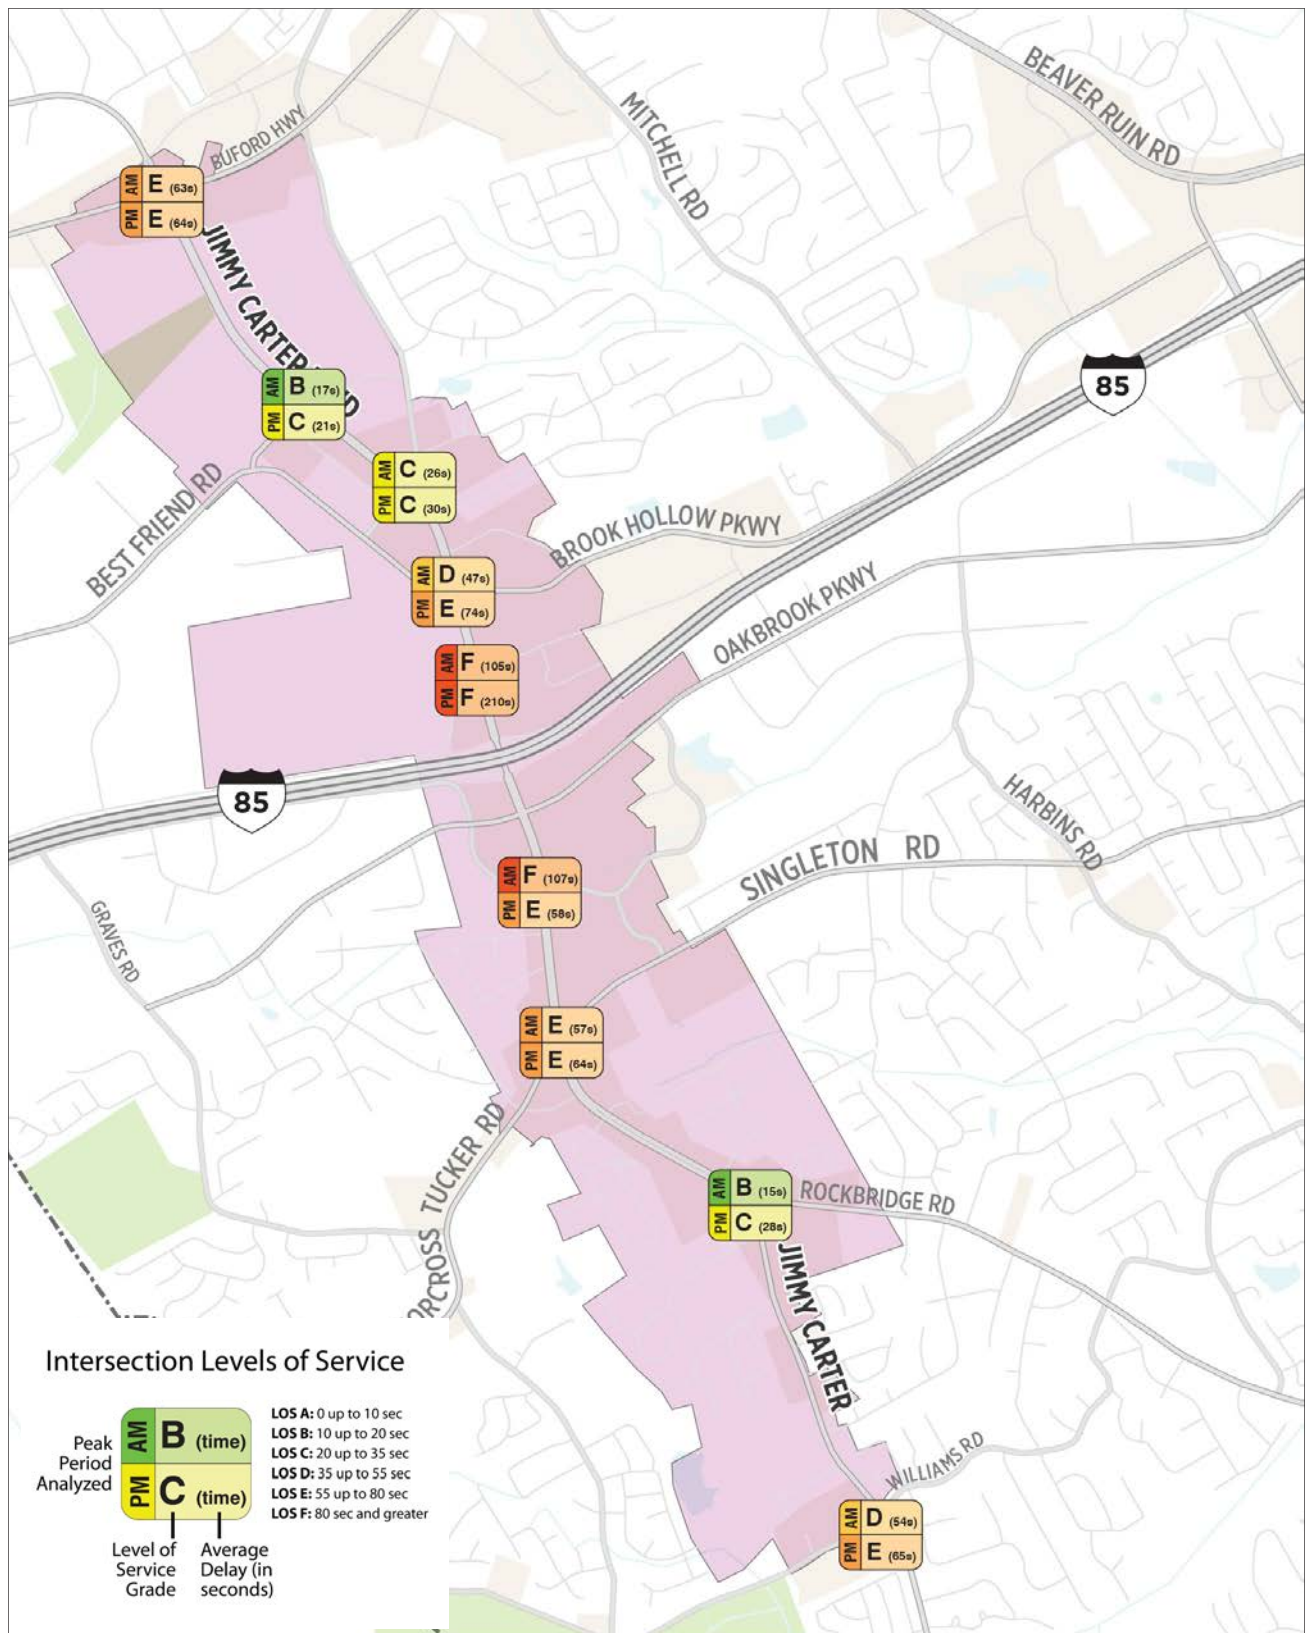 BEAVER RUIN RD
MITCHELL RD
BUFORD HWY
AM E (63s)
PM E (64s)
JIMMY CARTER
85
AM B (17s)
PM C (21s)
AM C (26s)
PM C (30s)
BEST FRIEND RD
BROOK HOLLOW PKWY
AM D (47s)
PM E (74s)
OAKBROOK PKWY
AM F (105s)
PM F (210s)
85
HARBINS RD
SINGLETON RD
AM F (107s)
PM E (58s)
GRAVES RD
AM E (57s)
PM E (64s)
TUCKER RD
AM B (15s)
PM C (28s)
ROCKBRIDGE RD
JIMMY CARTER
WILLIAMS RD
AM D (54s)
PM E (65s)
Intersection Levels of Service
Peak
Period
Analyzed
AM B (time)
PM C (time)
Level of
Service
Grade
Average
Delay (in
seconds)
LOS A: 0 up to 10 sec
LOS B: 10 up to 20 sec
LOS C: 20 up to 35 sec
LOS D: 35 up to 55 sec
LOS E: 55 up to 80 sec
LOS F: 80 sec and greater